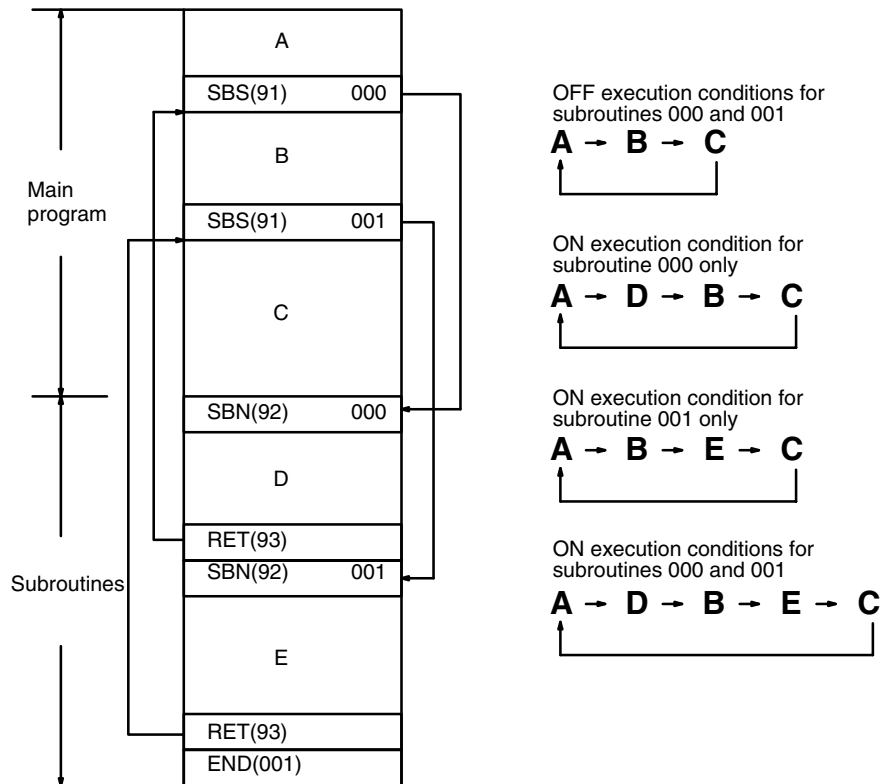 A
SBS(91) 000
B
Main
program
SBS(91) 001
C
SBN(92) 000
D
RET(93)
SBN(92) 001
Subroutines
E
RET(93)
END(001)
OFF execution conditions for
subroutines 000 and 001
A → B → C
ON execution condition for
subroutine 000 only
A → D → B → C
ON execution condition for
subroutine 001 only
A → B → E → C
ON execution conditions for
subroutines 000 and 001
A → D → B → E → C